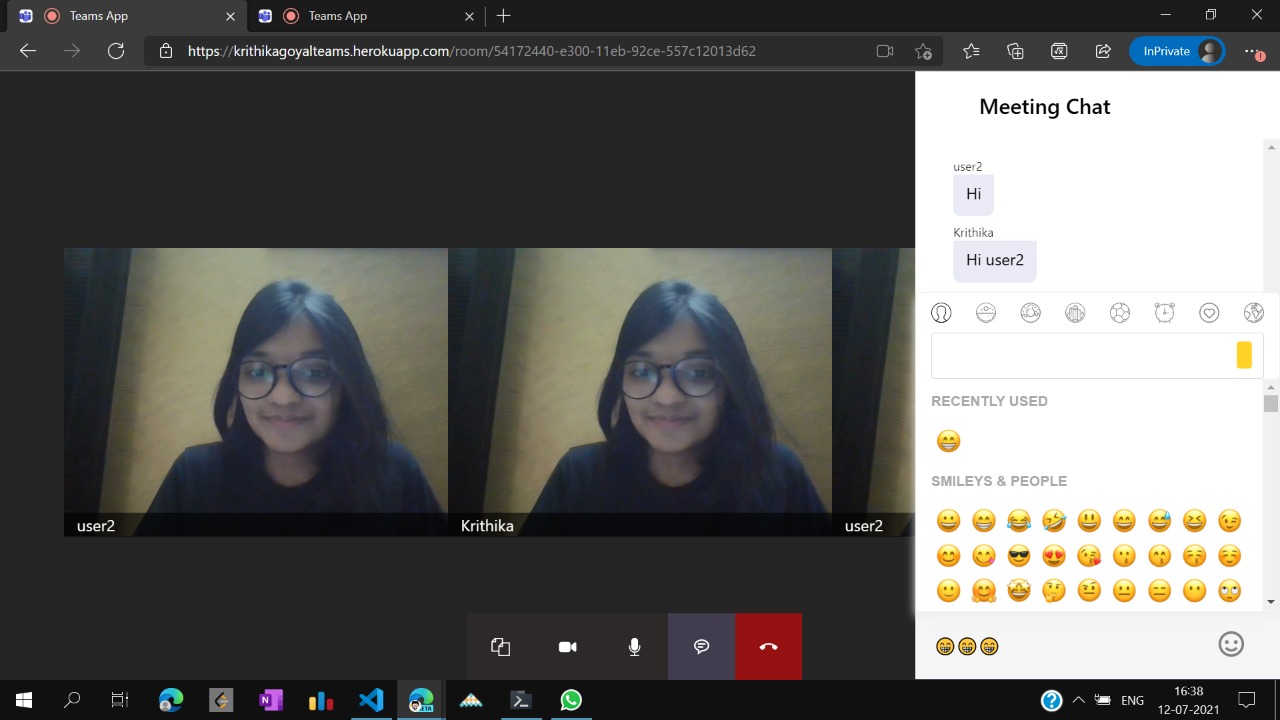 Teams App
Teams App
https://krithikagoyalteams.herokuapp.com/room/54172440-e300-11eb-92ce-557c12013d62
InPrivate
Meeting Chat
user2
Hi
Krithika
Hi user2
RECENTLY USED
SMILEYS & PEOPLE
user2
Krithika
user2
ENG
16:38
12-07-2021